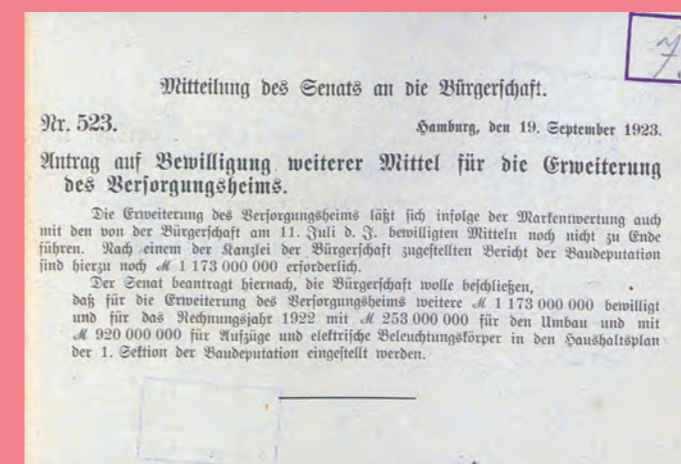 Mitteilung des Senats an die Bürgerschaft.
Nr. 523.
Hamburg, den 19. September 1923.
Antrag auf Bewilligung weiterer Mittel für die Erweiterung
des Versorgungsheims.
Die Erweiterung des Versorgungsheims läßt sich infolge der Markentwertung auch
mit den von der Bürgerschaft am 11. Juli d. J. bewilligten Mitteln noch nicht zu Ende
führen. Nach einem der Kanzlei der Bürgerschaft zugestellten Bericht der Baudeputation
sind hierzu noch ℳ 1 173 000 000 erforderlich.
Der Senat beantragt hiernach, die Bürgerschaft wolle beschließen,
daß für die Erweiterung des Versorgungsheims weitere ℳ 1 173 000 000 bewilligt
und für das Rechnungsjahr 1922 mit ℳ 253 000 000 für den Umbau und mit
ℳ 920 000 000 für Aufzüge und elektrische Beleuchtungskörper in den Haushaltsplan
der 1. Sektion der Baudeputation eingestellt werden.